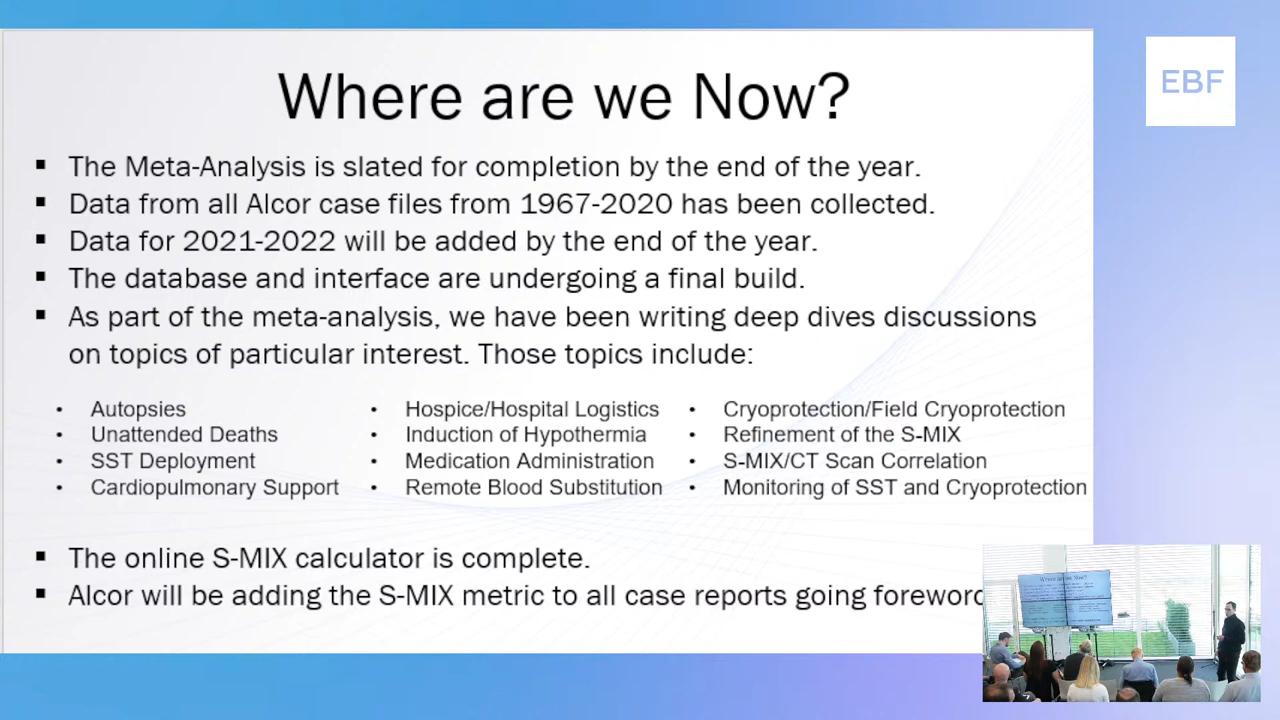 Where are we Now?
EBF
▪ The Meta-Analysis is slated for completion by the end of the year.
▪ Data from all Alcor case files from 1967-2020 has been collected.
▪ Data for 2021-2022 will be added by the end of the year.
▪ The database and interface are undergoing a final build.
▪ As part of the meta-analysis, we have been writing deep dives discussions
on topics of particular interest. Those topics include:
• Autopsies
• Unattended Deaths
• SST Deployment
• Cardiopulmonary Support
• Hospice/Hospital Logistics
• Induction of Hypothermia
• Medication Administration
• Remote Blood Substitution
• Cryoprotection/Field Cryoprotection
• Refinement of the S-MIX
• S-MIX/CT Scan Correlation
• Monitoring of SST and Cryoprotection
▪ The online S-MIX calculator is complete.
▪ Alcor will be adding the S-MIX metric to all case reports going foreword
Where are we Now?